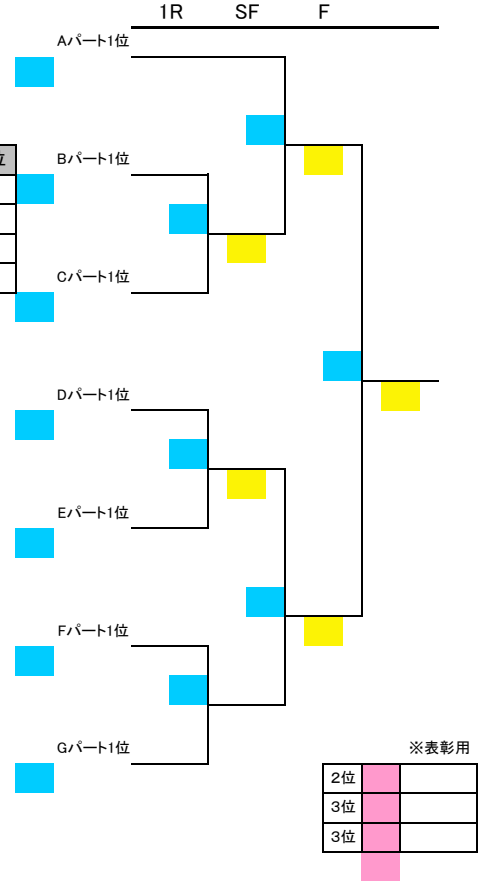 1R SF F
Aパート1位
位
Bパート1位
Cパート1位
Dパート1位
Eパート1位
Fパート1位
Gパート1位
※表彰用
2位
3位
3位